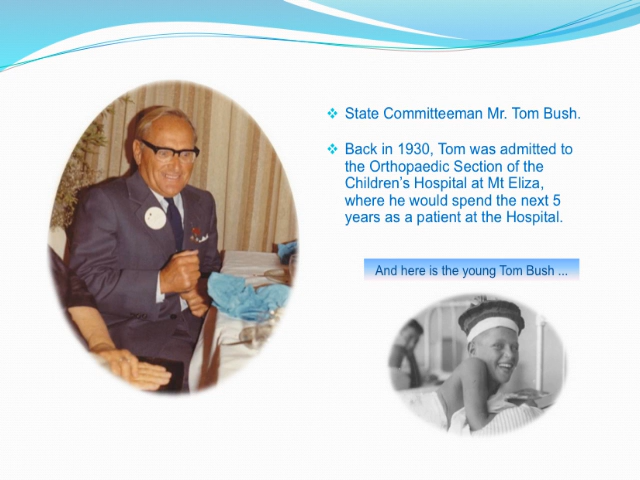 State Committeeman Mr. Tom Bush.
Back in 1930, Tom was admitted to
the Orthopaedic Section of the
Children's Hospital at Mt Eliza,
where he would spend the next 5
years as a patient at the Hospital.
And here is the young Tom Bush ...